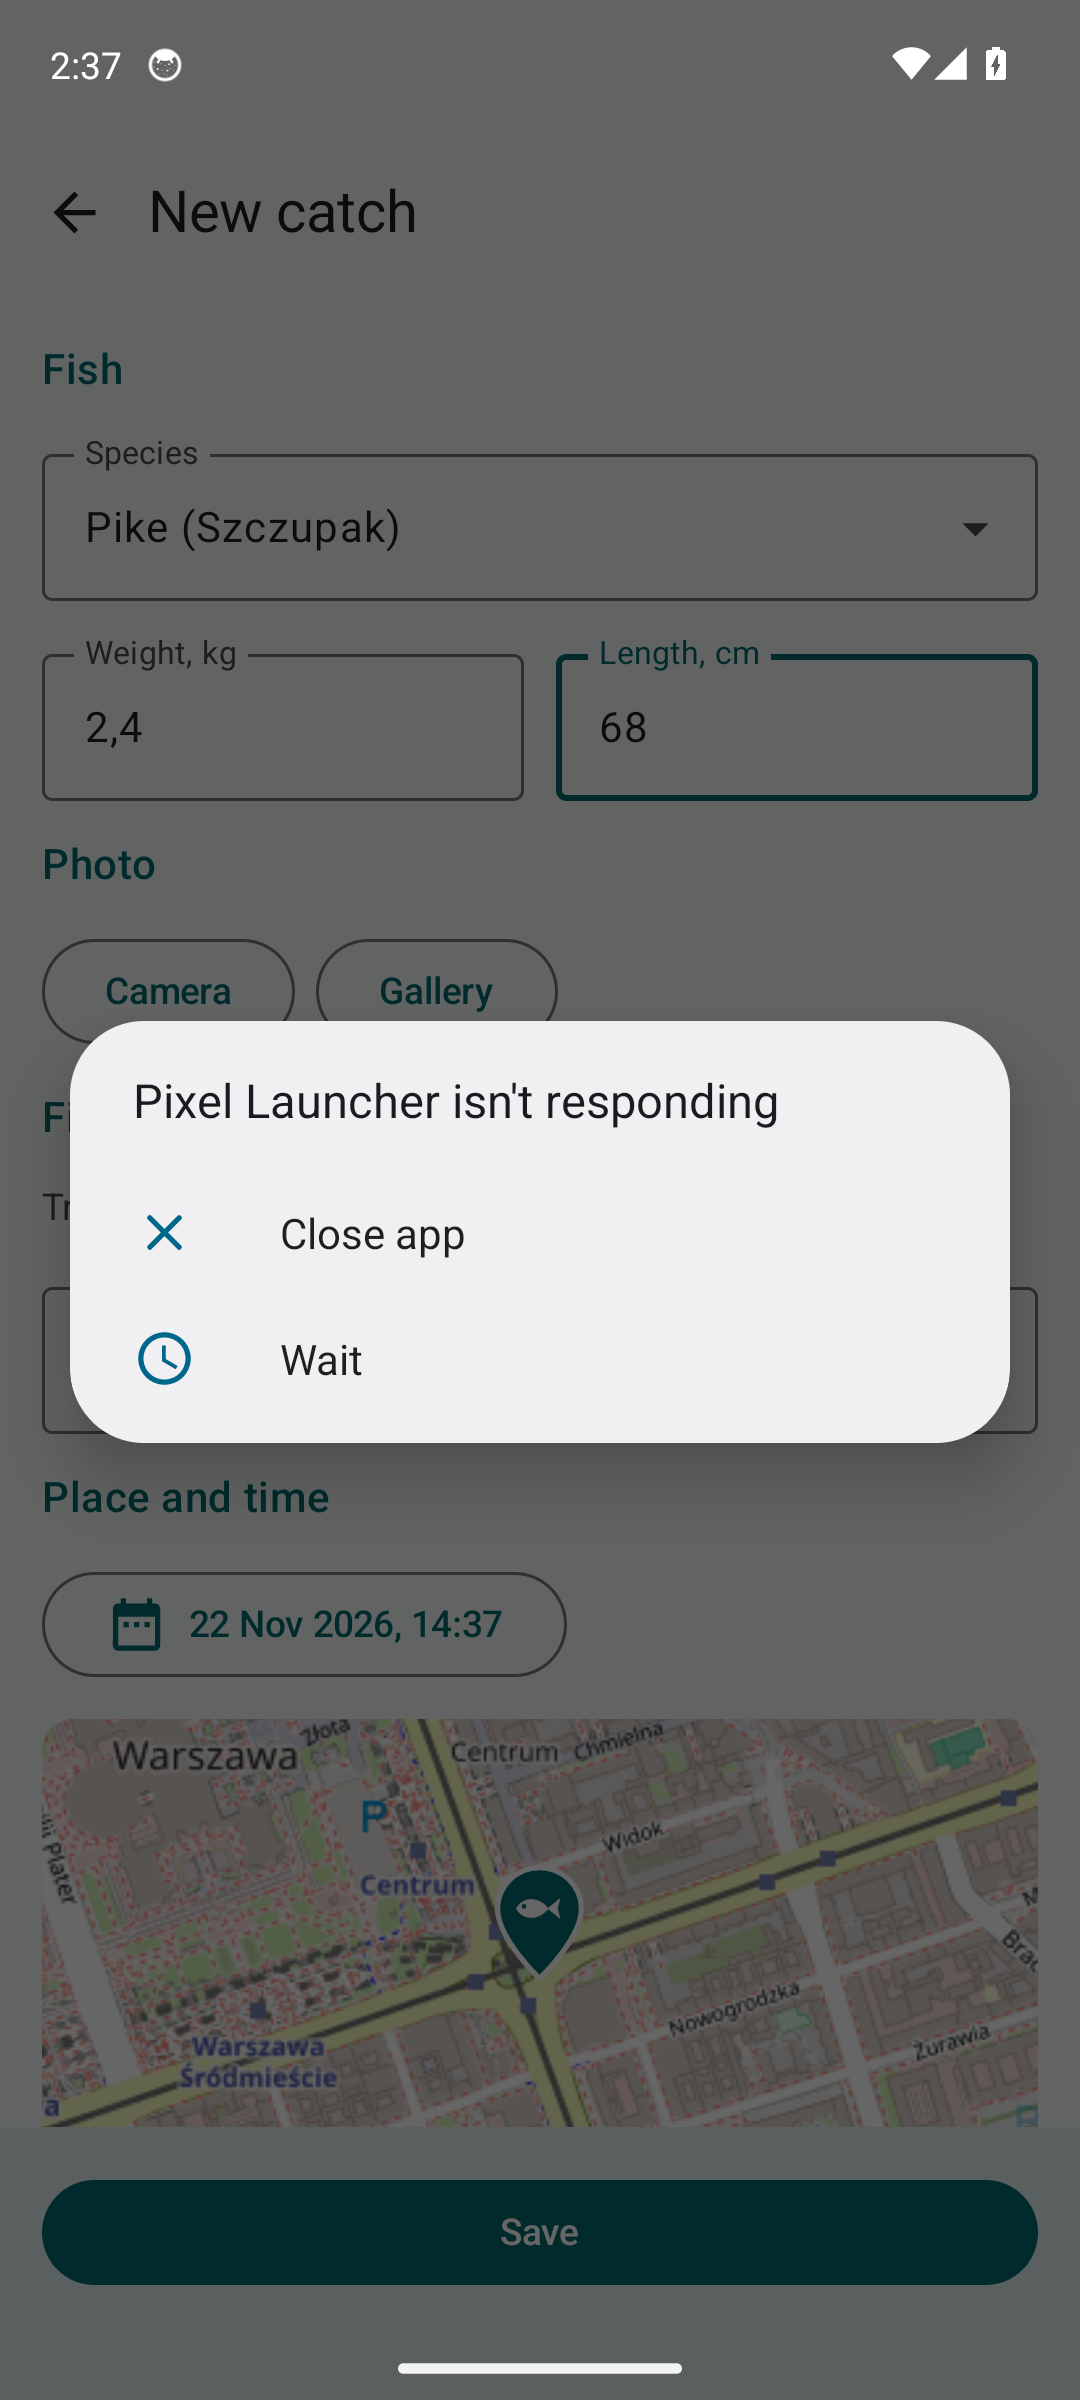 2:37
New catch
Fish
Species
Pike (Szczupak)
Weight, kg
Length, cm
2,4
68
Photo
Camera
Gallery
Pixel Launcher isn't responding
Close app
Wait
Place and time
22 Nov 2026, 14:37
Warszawa
Złota
Centrum
Chmielna
P
Widok
Plater
Centrum
Nowogrodzka
Żurawia
Warszawa
Śródmieście
Save